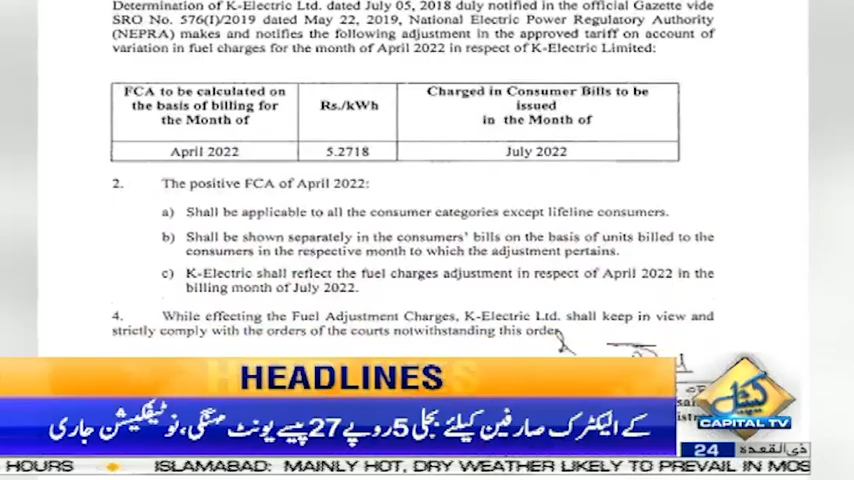 Determination of K-Electric Ltd. dated July 05, 2018 duly notified in the official Gazette vide
SRO No. 576(I)/2019 dated May 22, 2019, National Electric Power Regulatory Authority
(NEPRA) makes and notifies the following adjustment in the approved tariff on account of
variation in fuel charges for the month of April 2022 in respect of K-Electric Limited:
FCA to be calculated on
the basis of billing for
the Month of
Rs./kWh
Charged in Consumer Bills to be
issued
in the Month of
April 2022 5.2718 July 2022
2. The positive FCA of April 2022:
a) Shall be applicable to all the consumer categories except lifeline consumers.
b) Shall be shown separately in the consumers' bills on the basis of units billed to the
consumers in the respective month to which the adjustment pertains.
c) K-Electric shall reflect the fuel charges adjustment in respect of April 2022 in the
billing month of July 2022.
4. While effecting the Fuel Adjustment Charges, K-Electric Ltd. shall keep in view and
strictly comply with the orders of the courts notwithstanding this order.
HEADLINES
کے الیکٹرک صارفین کیلئے بجلی 5روپے 27 پیسے یونٹ مہنگی، نوٹیفکیشن جاری
کیپٹل
CAPITAL TV
24 ذی القعدہ
HOURS ISLAMABAD: MAINLY HOT, DRY WEATHER LIKELY TO PREVAIL IN MOS